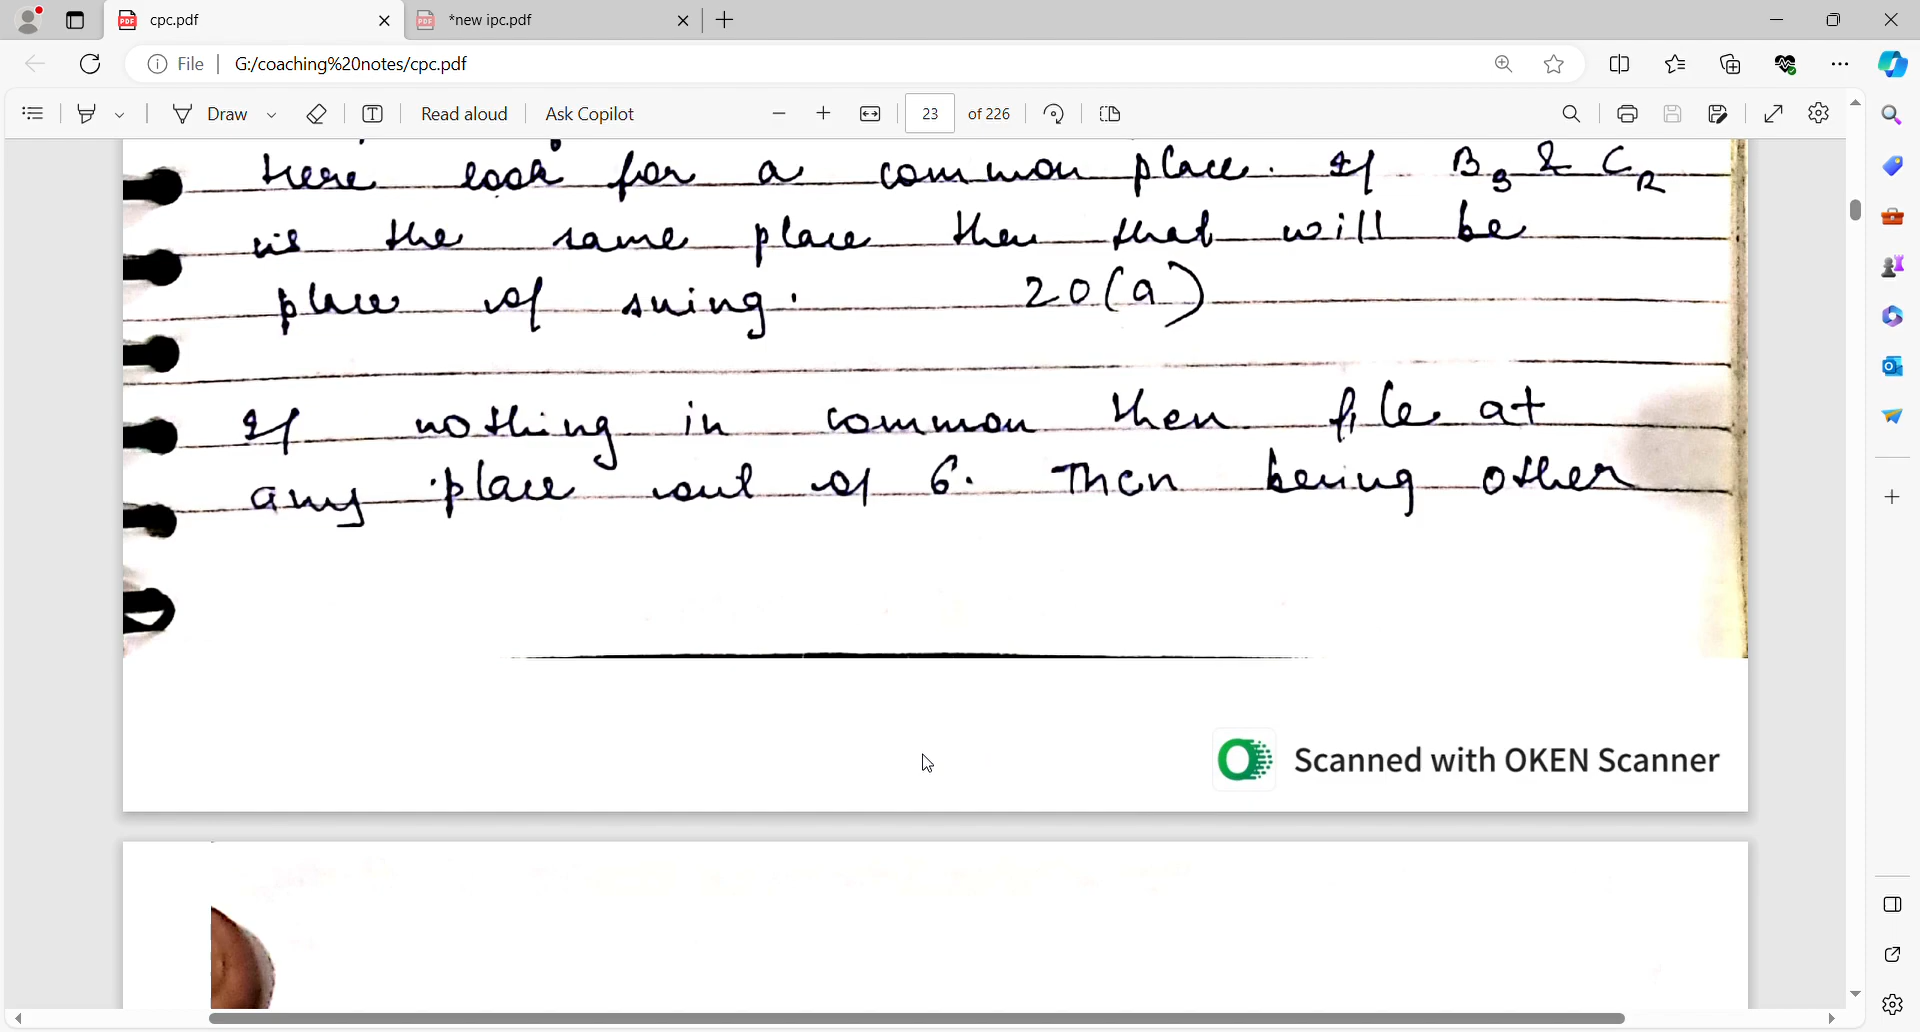 cpc.pdf
*new ipc.pdf
File
G:/coaching%20notes/cpc.pdf
Draw
Read aloud
Ask Copilot
23
of 226
here look for a common place. If B_B & C_R
is the same place then that will be
place of suing. 20(a)
If nothing in common then file at
any place out of 6. Then being other
Scanned with OKEN Scanner